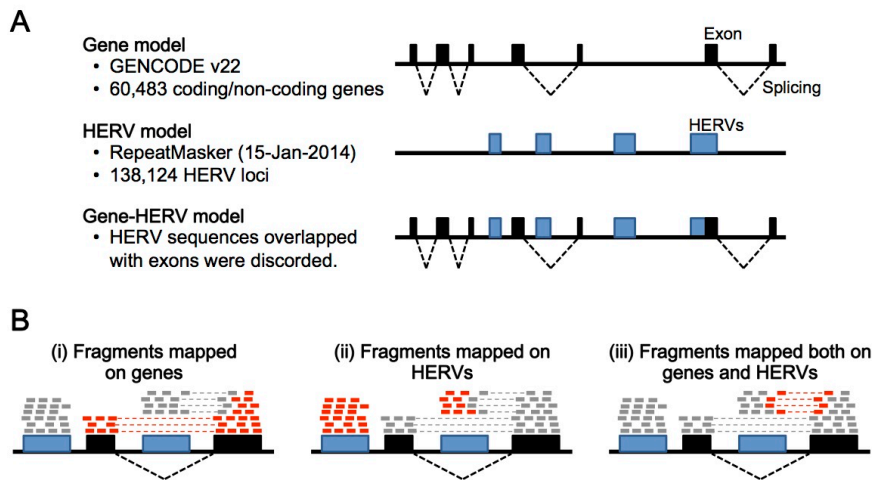 A
Gene model
• GENCODE v22
• 60,483 coding/non-coding genes
Exon
Splicing
HERV model
• RepeatMasker (15-Jan-2014)
• 138,124 HERV loci
HERVs
Gene-HERV model
• HERV sequences overlapped
with exons were discorded.
B
(i) Fragments mapped
on genes
(ii) Fragments mapped on
HERVs
(iii) Fragments mapped both on
genes and HERVs